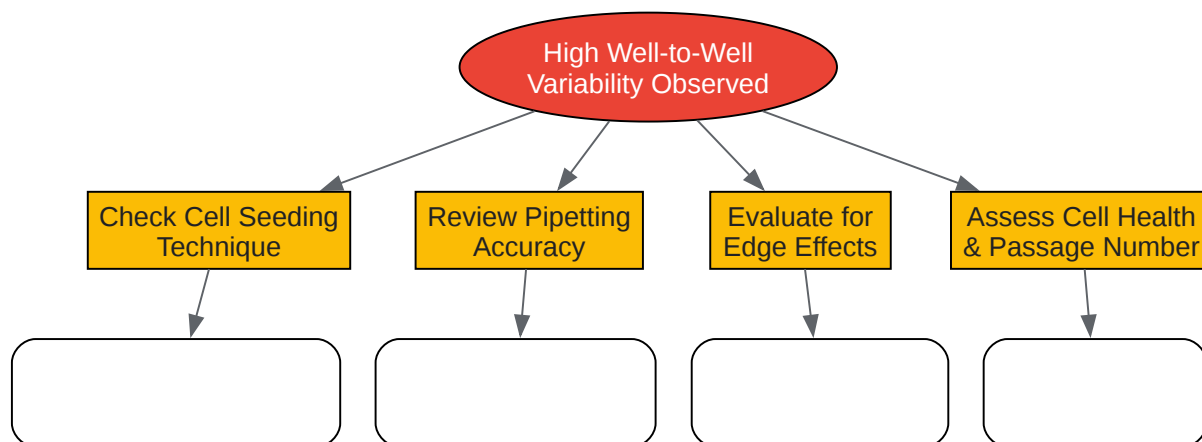 High Well-to-Well
Variability Observed
Check Cell Seeding
Technique
Review Pipetting
Accuracy
Evaluate for
Edge Effects
Assess Cell Health
& Passage Number